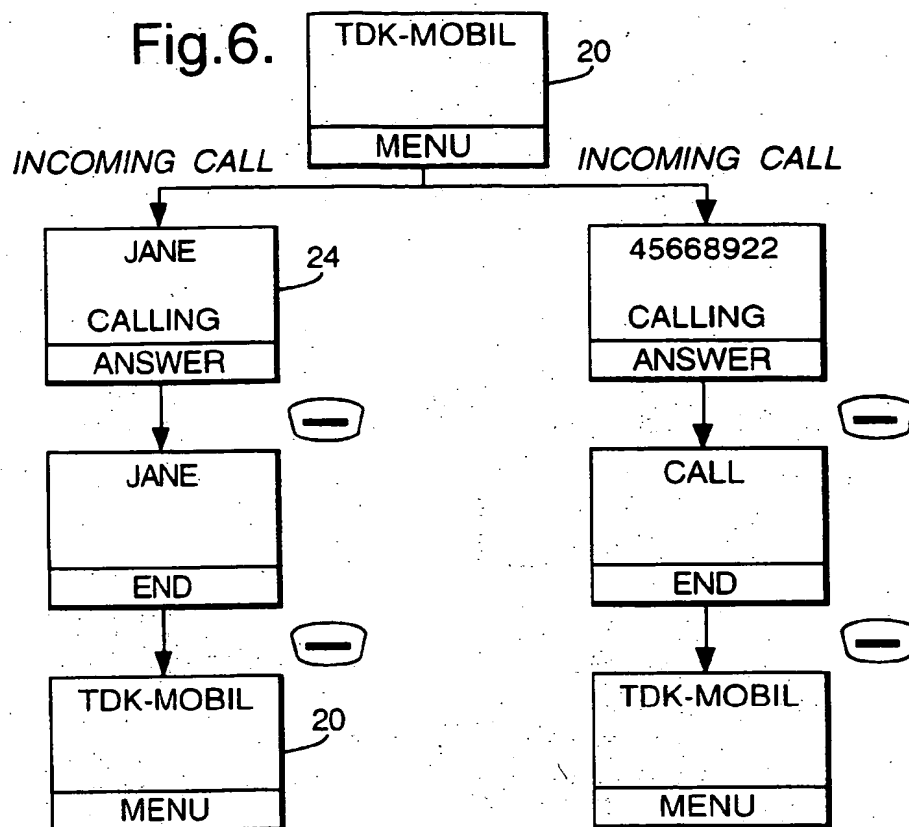 Fig.6.
TDK-MOBIL
20
MENU
INCOMING CALL
INCOMING CALL
JANE
CALLING
ANSWER
24
45668922
CALLING
ANSWER
JANE
END
CALL
END
TDK-MOBIL
MENU
20
TDK-MOBIL
MENU